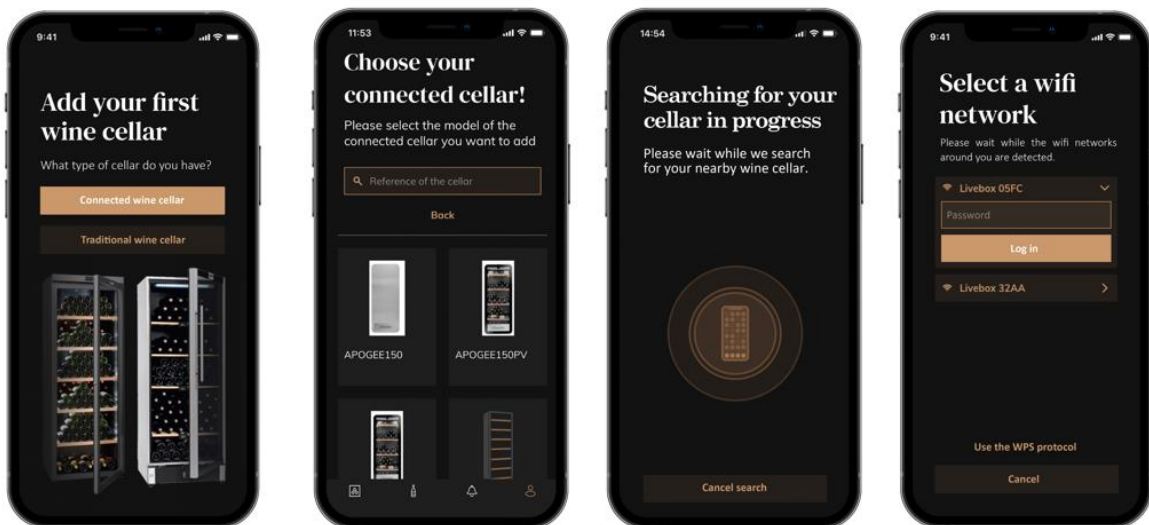 9:41
Add your first
wine cellar
What type of cellar do you have?
Connected wine cellar
Traditional wine cellar
11:53
Choose your
connected cellar!
Please select the model of the
connected cellar you want to add
Reference of the cellar
Back
APOGEE150
APOGEE150PV
14:54
Searching for your
cellar in progress
Please wait while we search
for your nearby wine cellar.
Cancel search
9:41
Select a wifi
network
Please wait while the wifi networks
around you are detected.
Livebox 05FC
Password
Log in
Livebox 32AA
Use the WPS protocol
Cancel